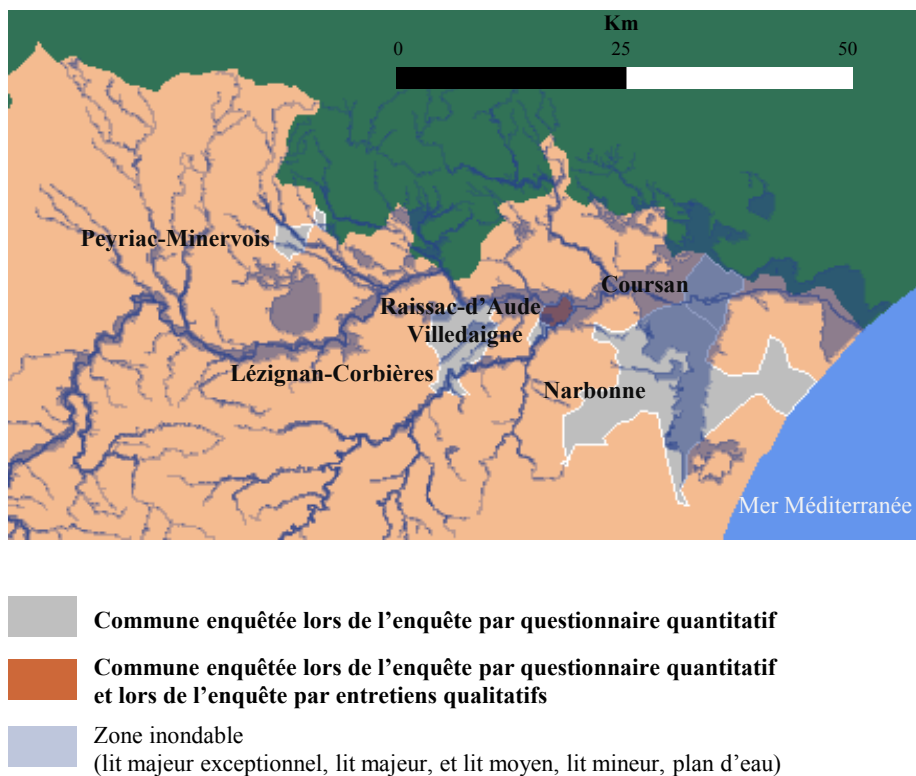 Km
0 25 50
Peyriac-Minervois
Coursan
Raissac-d’Aude
Villedaigne
Lézignan-Corbières
Narbonne
Mer Méditerranée
Commune enquêtée lors de l’enquête par questionnaire quantitatif
Commune enquêtée lors de l’enquête par questionnaire quantitatif
et lors de l’enquête par entretiens qualitatifs
Zone inondable
(lit majeur exceptionnel, lit majeur, et lit moyen, lit mineur, plan d’eau)